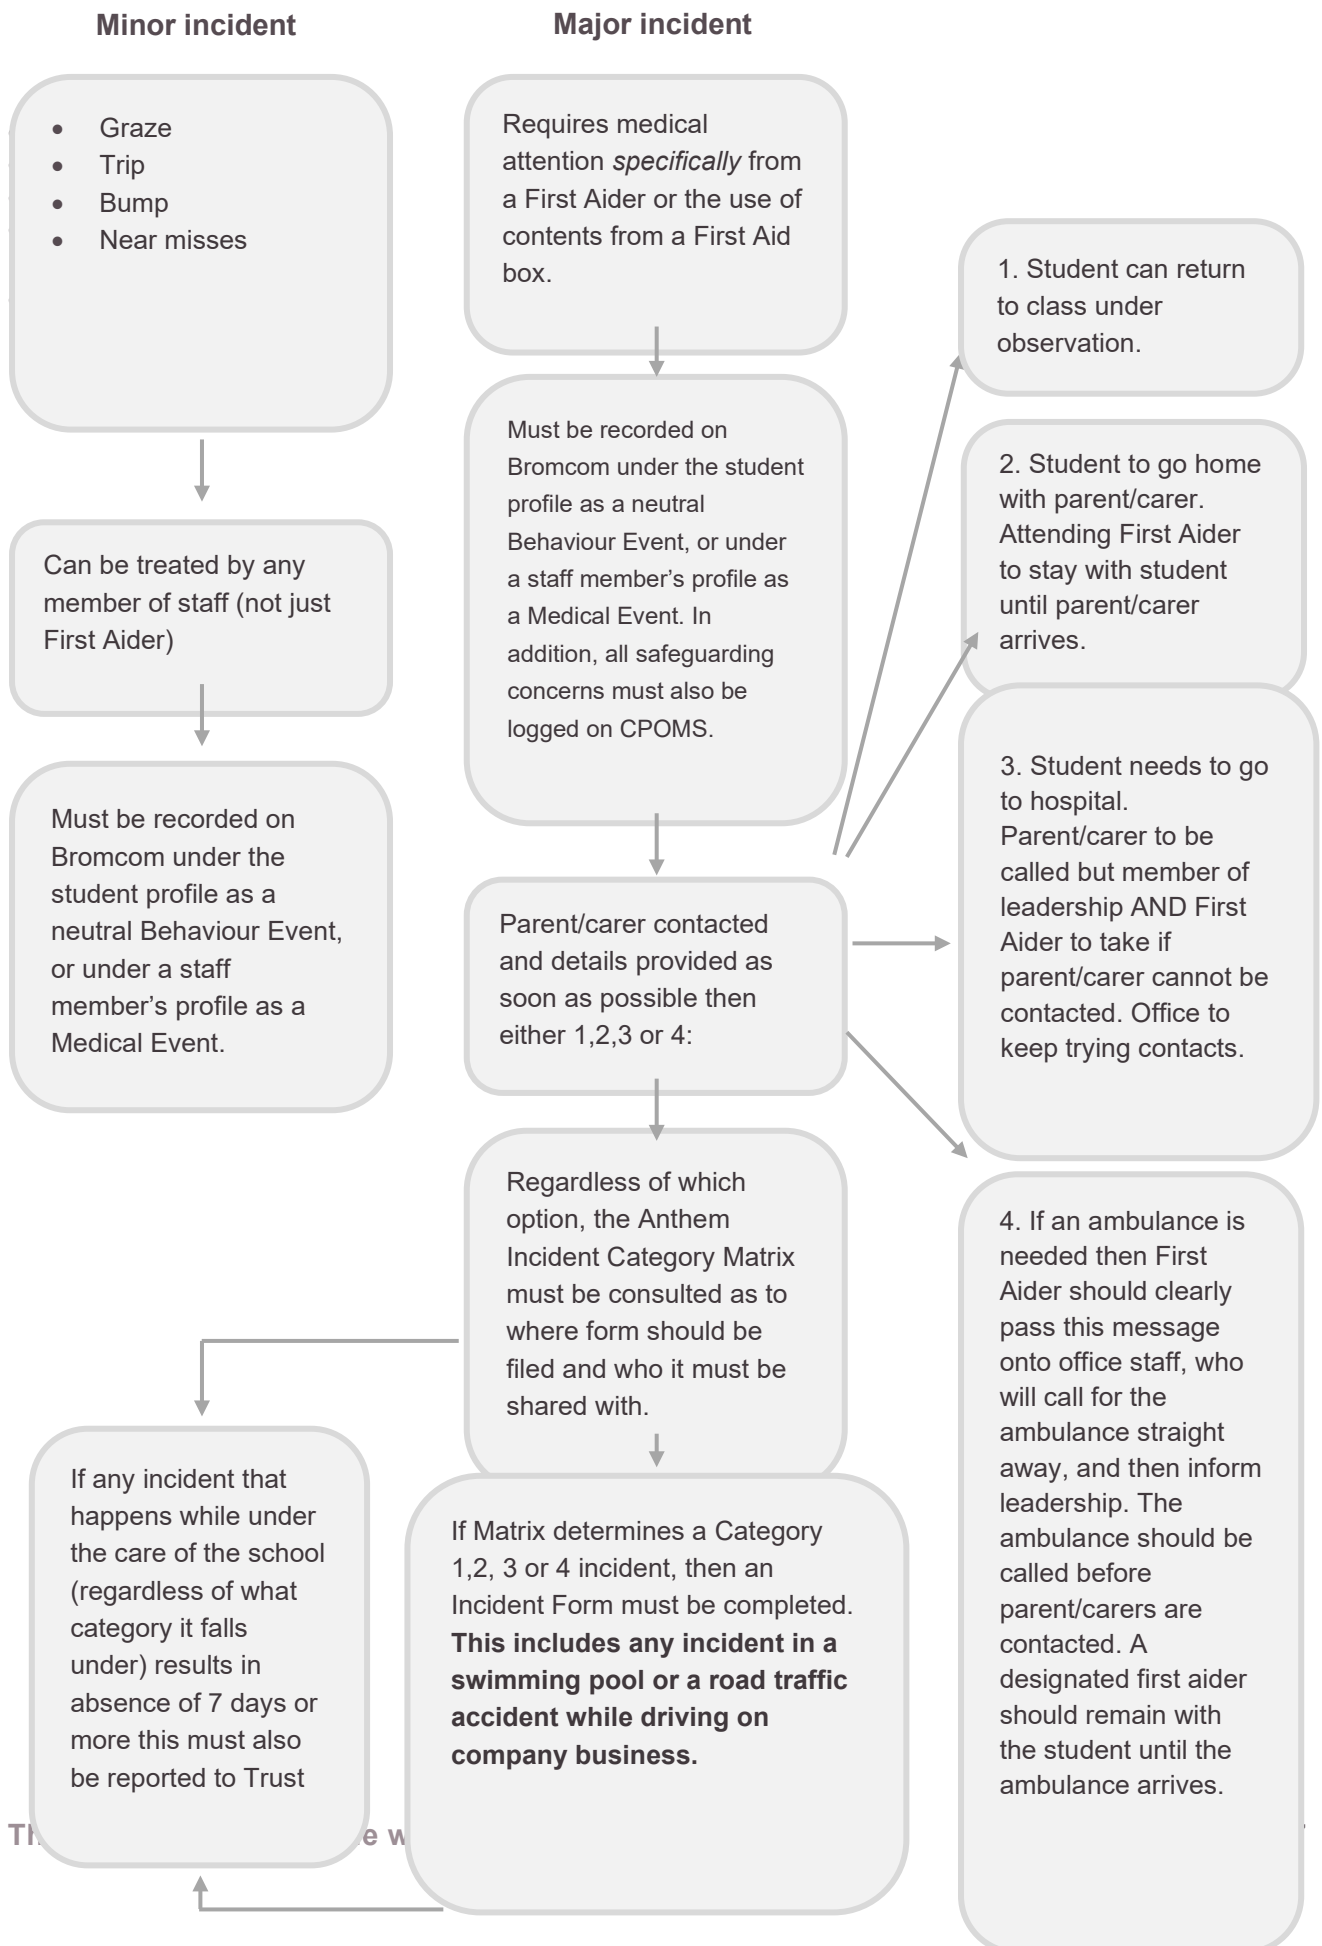 Minor incident
Major incident
• Graze
• Trip
• Bump
• Near misses
Can be treated by any
member of staff (not just
First Aider)
Must be recorded on
Bromcom under the
student profile as a
neutral Behaviour Event,
or under a staff
member’s profile as a
Medical Event.
Requires medical
attention specifically from
a First Aider or the use of
contents from a First Aid
box.
Must be recorded on
Bromcom under the student
profile as a neutral
Behaviour Event, or under
a staff member’s profile as
a Medical Event. In
addition, all safeguarding
concerns must also be
logged on CPOMS.
Parent/carer contacted
and details provided as
soon as possible then
either 1,2,3 or 4:
1. Student can return
to class under
observation.
2. Student to go home
with parent/carer.
Attending First Aider
to stay with student
until parent/carer
arrives.
3. Student needs to go
to hospital.
Parent/carer to be
called but member of
leadership AND First
Aider to take if
parent/carer cannot be
contacted. Office to
keep trying contacts.
4. If an ambulance is
needed then First
Aider should clearly
pass this message
onto office staff, who
will call for the
ambulance straight
away, and then inform
leadership. The
ambulance should be
called before
parent/carers are
contacted. A
designated first aider
should remain with
the student until the
ambulance arrives.
Regardless of which
option, the Anthem
Incident Category Matrix
must be consulted as to
where form should be
filed and who it must be
shared with.
If Matrix determines a Category
1,2, 3 or 4 incident, then an
Incident Form must be completed.
This includes any incident in a
swimming pool or a road traffic
accident while driving on
company business.
If any incident that
happens while under
the care of the school
(regardless of what
category it falls
under) results in
absence of 7 days or
more this must also
be reported to Trust